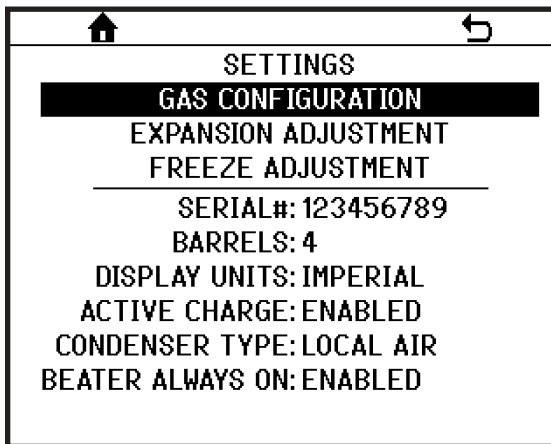 SETTINGS
GAS CONFIGURATION
EXPANSION ADJUSTMENT
FREEZE ADJUSTMENT
SERIAL#: 123456789
BARRELS: 4
DISPLAY UNITS: IMPERIAL
ACTIVE CHARGE: ENABLED
CONDENSER TYPE: LOCAL AIR
BEATER ALWAYS ON: ENABLED